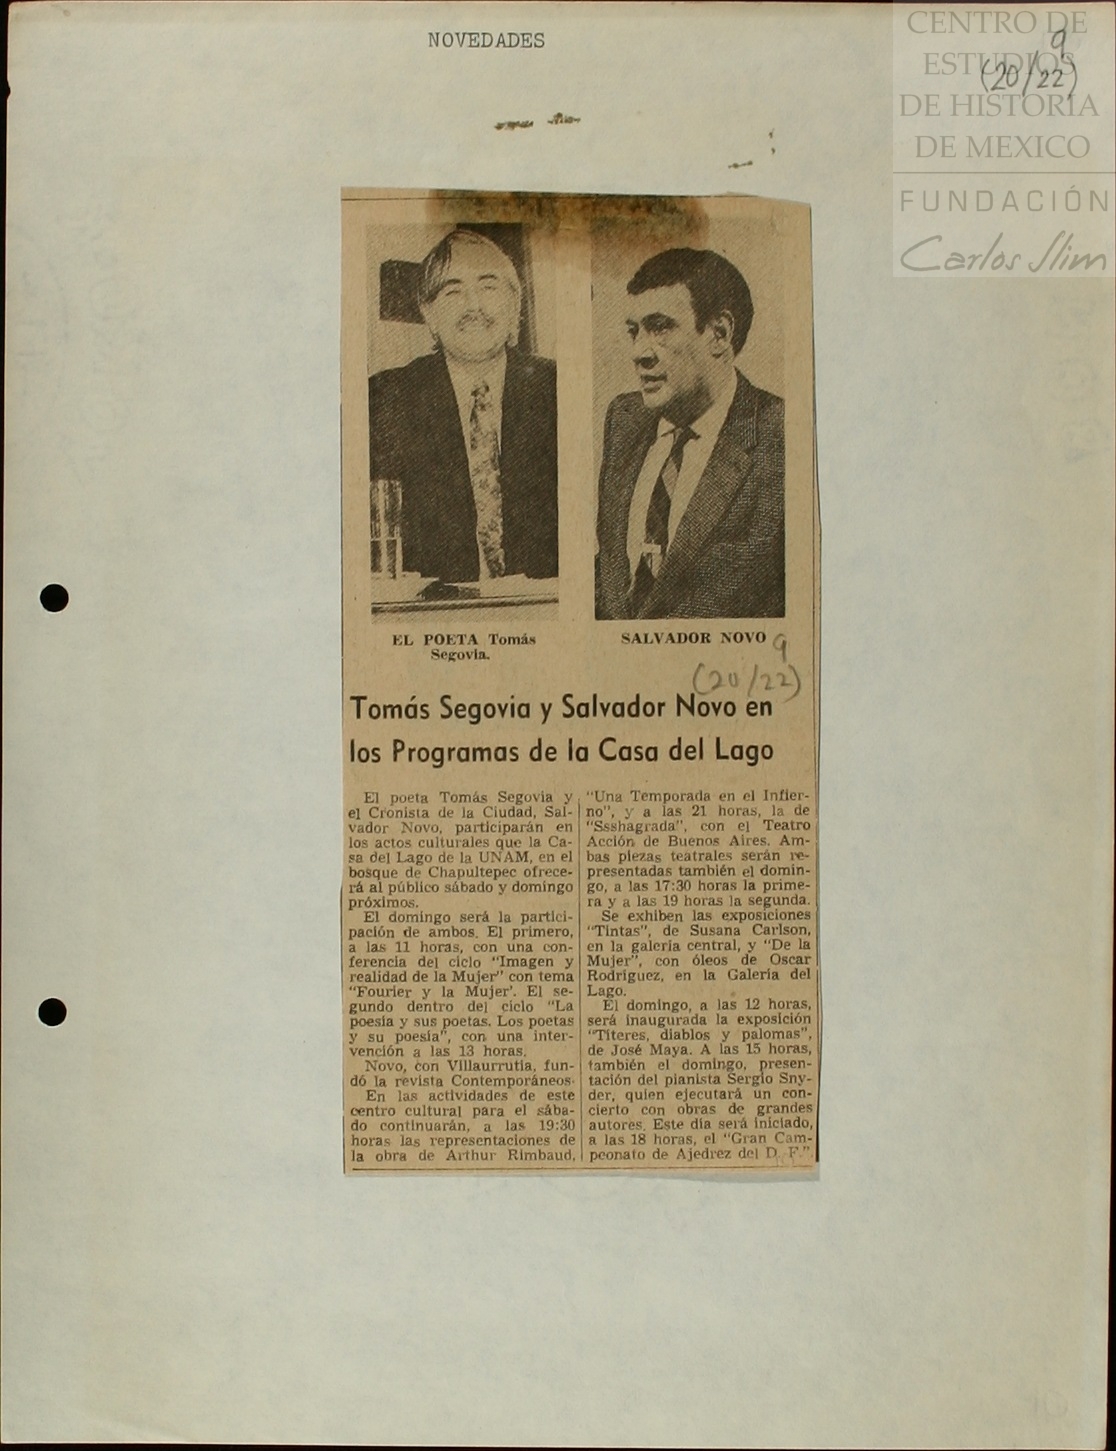 NOVEDADES
9
(20/22)
CENTRO DE
ESTUDIOS
DE HISTORIA
DE MEXICO
FUNDACIÓN
Carlos Slim
EL POETA Tomás
Segovia.
SALVADOR NOVO
9
(20/22)
Tomás Segovia y Salvador Novo en
los Programas de la Casa del Lago
El poeta Tomás Segovia y
el Cronista de la Ciudad, Sal-
vador Novo, participarán en
los actos culturales que la Ca-
sa del Lago de la UNAM, en el
bosque de Chapultepec ofrece-
rá al público sábado y domingo
próximos.
El domingo será la partici-
pación de ambos. El primero,
a las 11 horas, con una con-
ferencia del ciclo "Imagen y
realidad de la Mujer" con tema
"Fourier y la Mujer'. El se-
gundo dentro del ciclo "La
poesía y sus poetas. Los poetas
y su poesía", con una inter-
vención a las 13 horas.
Novo, con Villaurrutia, fun-
dó la revista Contemporáneos.
En las actividades de este
centro cultural para el sába-
do continuarán, a las 19:30
horas las representaciones de
la obra de Arthur Rimbaud,
"Una Temporada en el Infier-
no", y a las 21 horas, la de
"Ssshagrada", con el Teatro
Acción de Buenos Aires. Am-
bas piezas teatrales serán re-
presentadas también el domin-
go, a las 17:30 horas la prime-
ra y a las 19 horas la segunda.
Se exhiben las exposiciones
"Tintas", de Susana Carlson,
en la galería central, y "De la
Mujer", con óleos de Oscar
Rodríguez, en la Galería del
Lago.
El domingo, a las 12 horas,
será inaugurada la exposición
"Títeres, diablos y palomas",
de José Maya. A las 15 horas,
también el domingo, presen-
tación del pianista Sergio Sny-
der, quien ejecutará un con-
cierto con obras de grandes
autores. Este día será iniciado,
a las 18 horas, el "Gran Cam-
peonato de Ajedrez del D. F.".